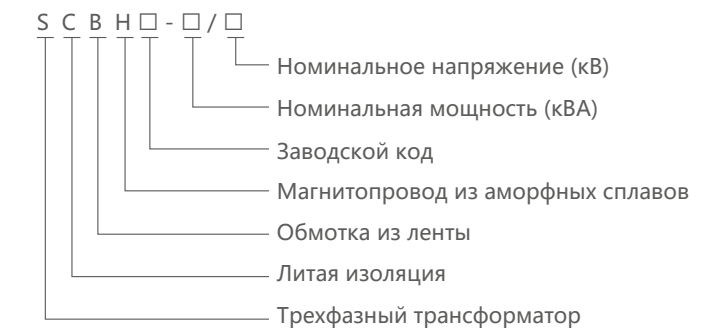 S C B H □ - □ / □
Номинальное напряжение (кВ)
Номинальная мощность (кВА)
Заводской код
Магнитопровод из аморфных сплавов
Обмотка из ленты
Литая изоляция
Трехфазный трансформатор